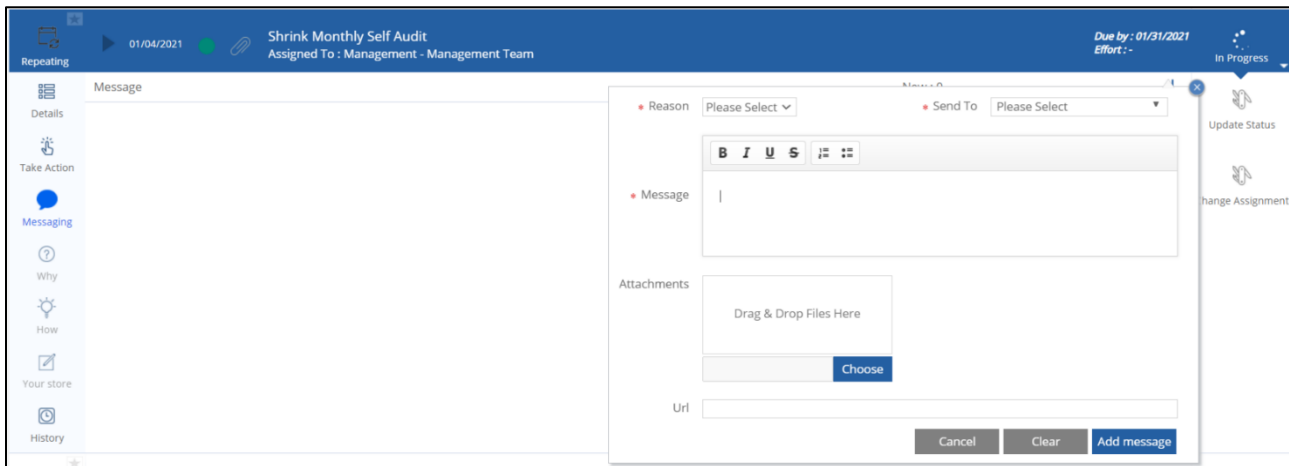 Repeating
01/04/2021
Shrink Monthly Self Audit
Assigned To : Management - Management Team
Due by : 01/31/2021
Effort : -
In Progress
Details
Take Action
Messaging
Why
How
Your store
History
Message
Reason Please Select
Send To Please Select
B I U S
Message
Attachments
Drag & Drop Files Here
Choose
Url
Cancel Clear Add message
Update Status
hange Assignment